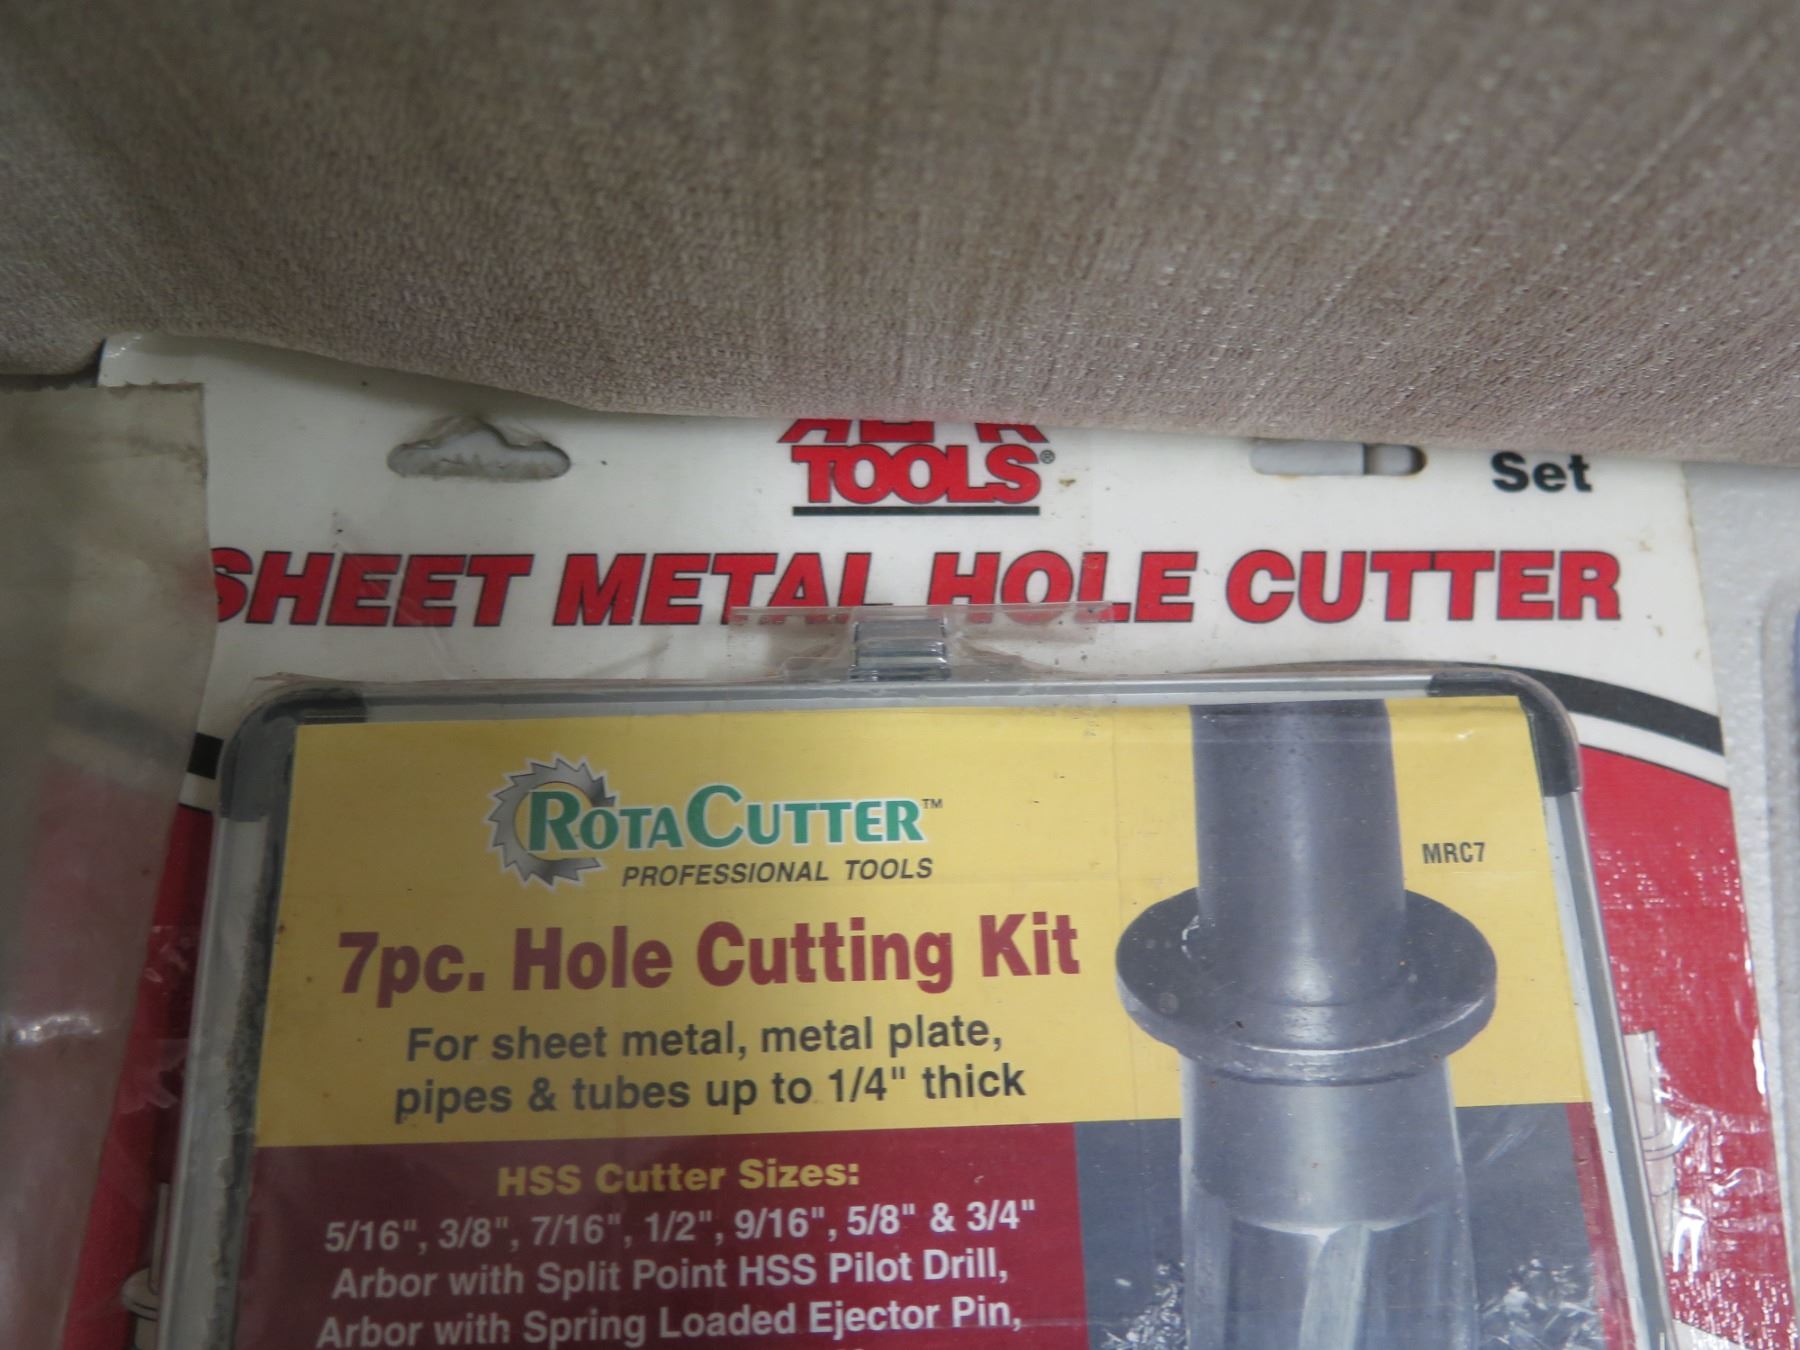 TOOLS®
Set
SHEET METAL HOLE CUTTER
ROTACUTTER™
PROFESSIONAL TOOLS
MRC7
7pc. Hole Cutting Kit
For sheet metal, metal plate,
pipes & tubes up to 1/4" thick
HSS Cutter Sizes:
5/16", 3/8", 7/16", 1/2", 9/16", 5/8" & 3/4"
Arbor with Split Point HSS Pilot Drill,
Arbor with Spring Loaded Ejector Pin,